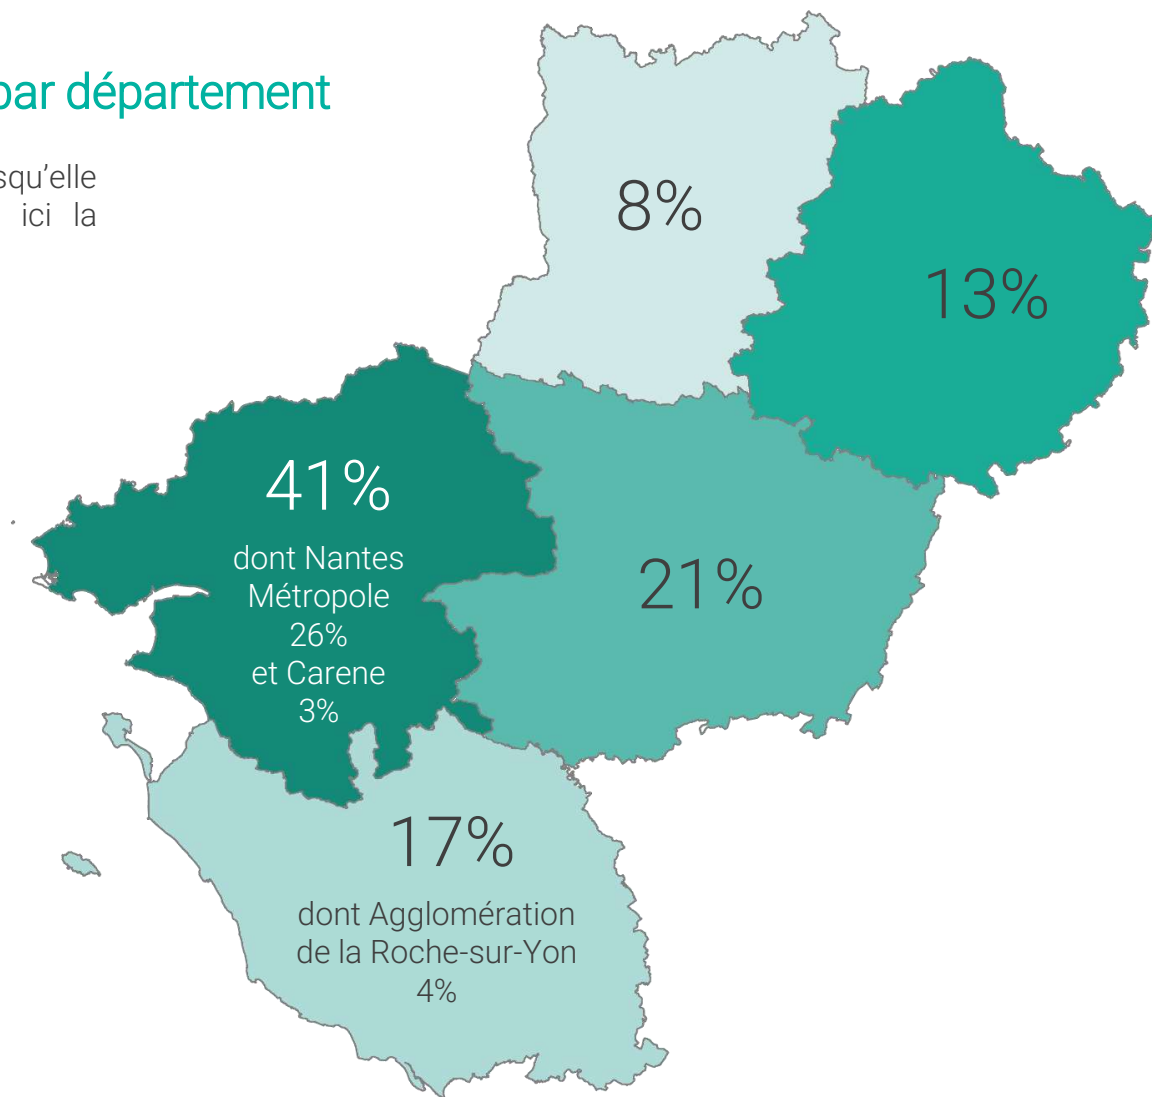 par département
squ'elle
ici la
8%
13%
41%
dont Nantes
Métropole
26%
et Carene
3%
21%
17%
dont Agglomération
de la Roche-sur-Yon
4%